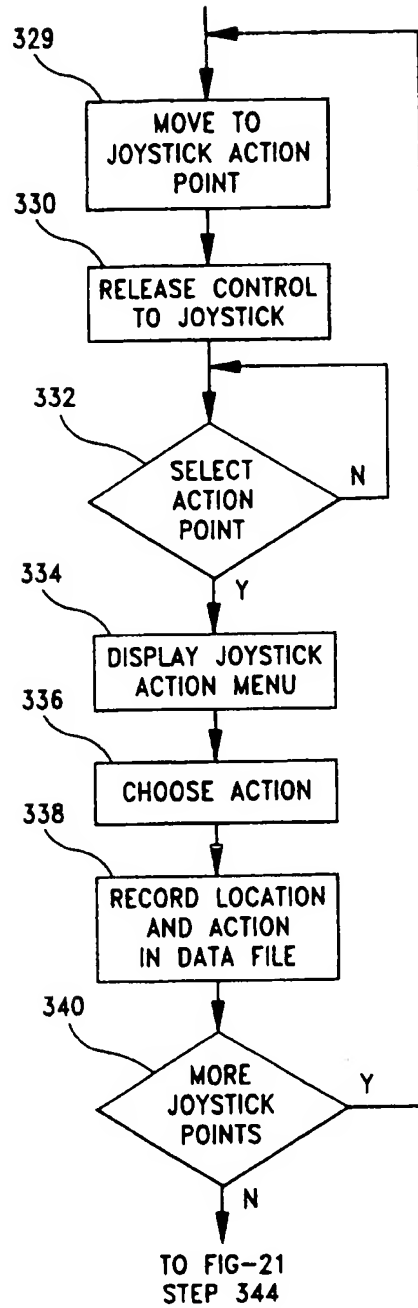 329
MOVE TO
JOYSTICK ACTION
POINT
330
RELEASE CONTROL
TO JOYSTICK
332
SELECT
ACTION
POINT
N
Y
334
DISPLAY JOYSTICK
ACTION MENU
336
CHOOSE ACTION
338
RECORD LOCATION
AND ACTION
IN DATA FILE
340
MORE
JOYSTICK
POINTS
Y
N
TO FIG-21
STEP 344